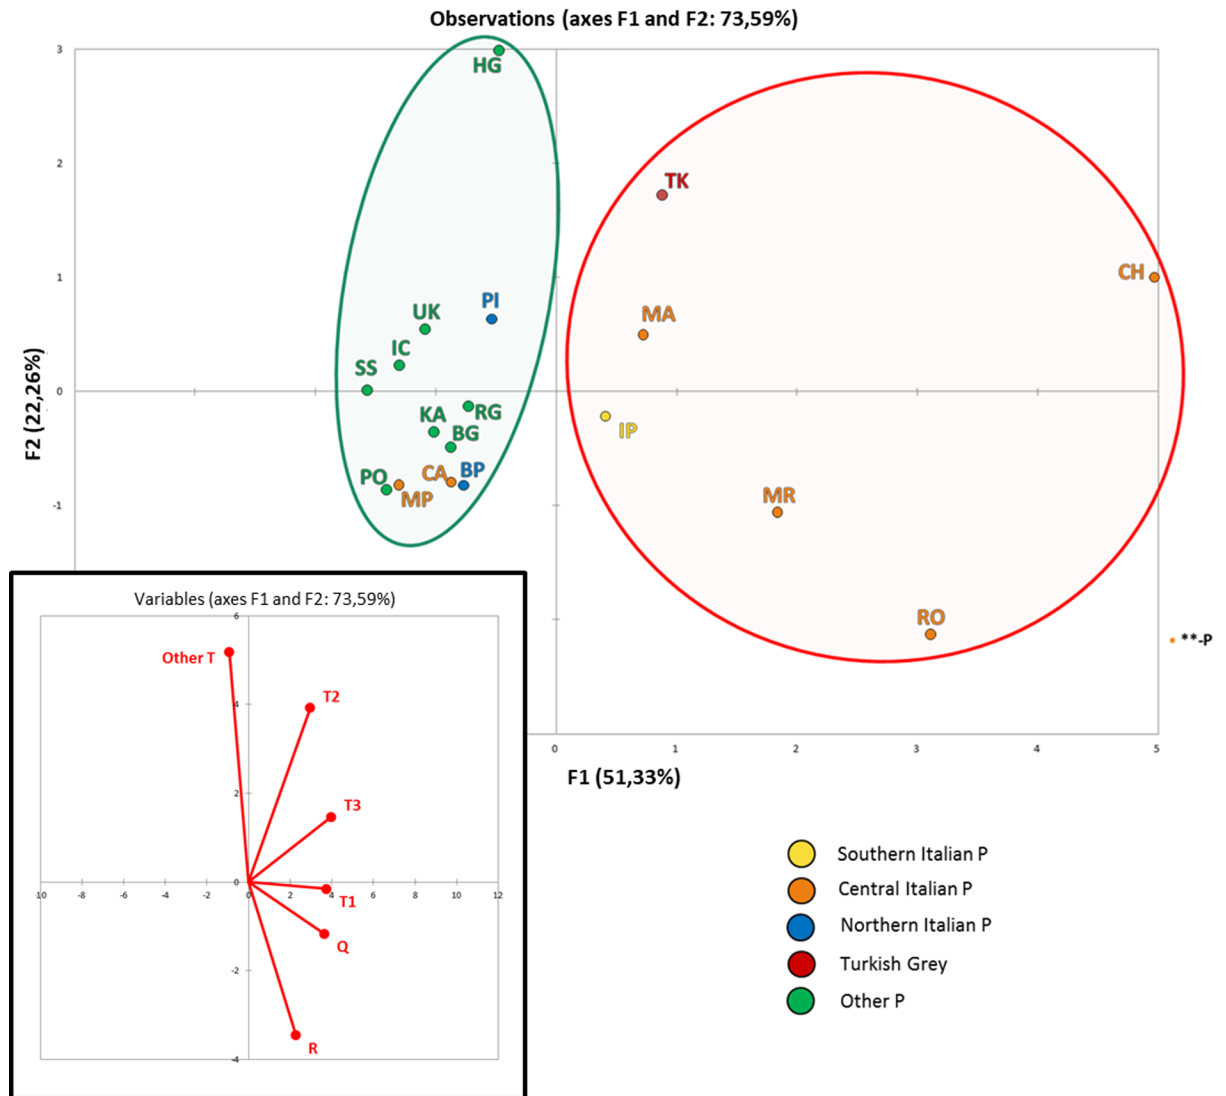 Observations (axes F1 and F2: 73,59%)
3
HG
2
TK
CH
1
PI
MA
UK
IC
SS
0
KA
RG
IP
BG
CA
BP
PO
MP
MR
-1
RO
**-P
F2 (22,26%)
0
1
2
3
4
5
F1 (51,33%)
Variables (axes F1 and F2: 73,59%)
6
Other T
T2
4
T3
2
0
-10
-8
-6
-4
-2
0
2
4
6
8
10
12
T1
Q
-2
R
-4
Southern Italian P
Central Italian P
Northern Italian P
Turkish Grey
Other P